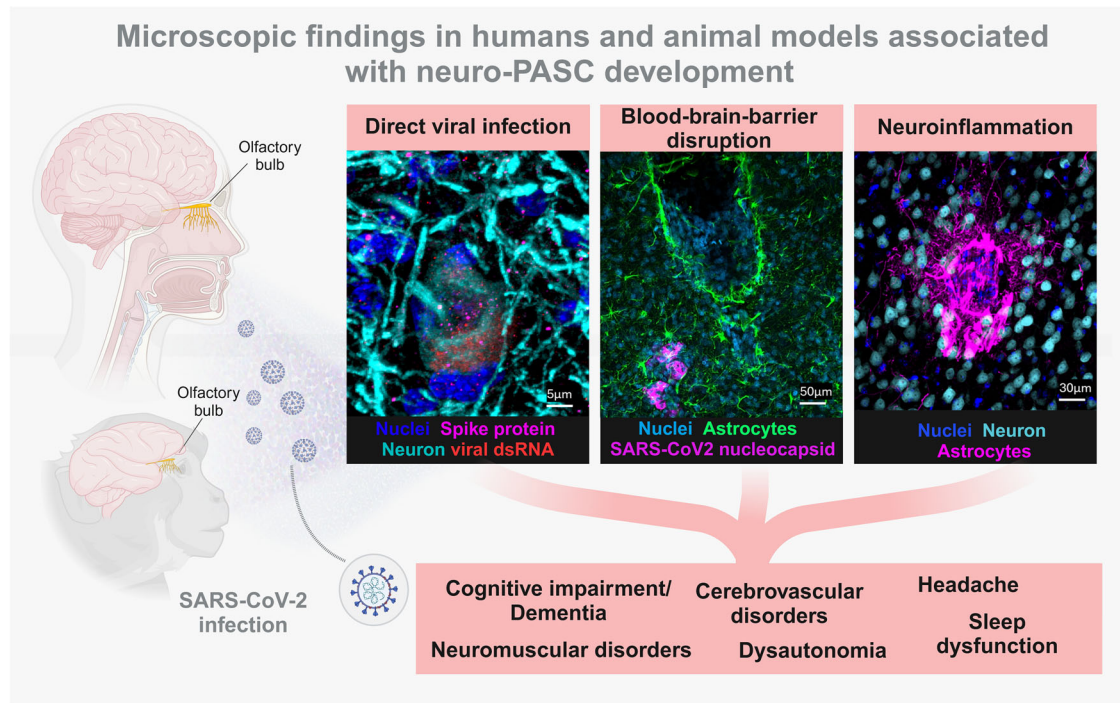 Microscopic findings in humans and animal models associated
with neuro-PASC development
Olfactory
bulb
Olfactory
bulb
SARS-CoV-2
infection
Direct viral infection
5µm
Nuclei Spike protein
Neuron viral dsRNA
Blood-brain-barrier
disruption
50µm
Nuclei Astrocytes
SARS-CoV2 nucleocapsid
Neuroinflammation
30µm
Nuclei Neuron
Astrocytes
Cognitive impairment/
Dementia
Cerebrovascular
disorders
Headache
Neuromuscular disorders
Dysautonomia
Sleep
dysfunction